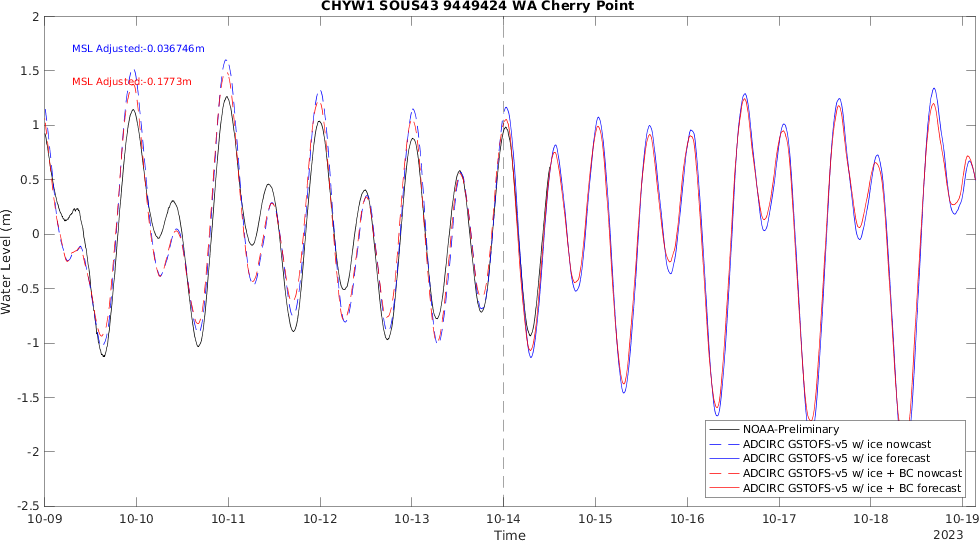 CHYW1 SOUS43 9449424 WA Cherry Point
MSL Adjusted:-0.036746m
MSL Adjusted:-0.1773m
Water Level (m)
2
1.5
1
0.5
0
-0.5
-1
-1.5
-2
-2.5
NOAA-Preliminary
ADCIRC GSTOFS-v5 w/ ice nowcast
ADCIRC GSTOFS-v5 w/ ice forecast
ADCIRC GSTOFS-v5 w/ ice + BC nowcast
ADCIRC GSTOFS-v5 w/ ice + BC forecast
10-09 10-10 10-11 10-12 10-13 10-14 10-15 10-16 10-17 10-18 10-19
Time
2023